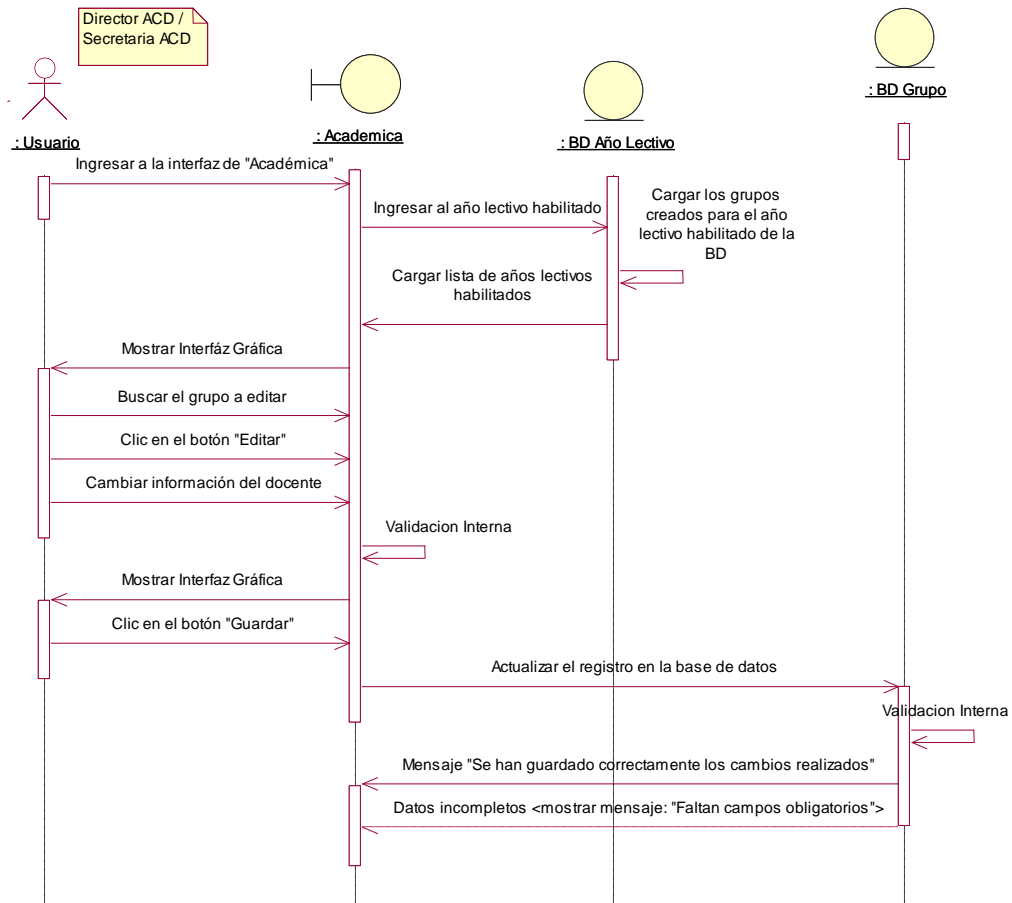 Director ACD /
Secretaria ACD
: Usuario
: Academica
: BD Año Lectivo
: BD Grupo
Ingresar a la interfaz de "Académica"
Ingresar al año lectivo habilitado
Cargar los grupos
creados para el año
lectivo habilitado de la
BD
Cargar lista de años lectivos
habilitados
Mostrar Interfáz Gráfica
Buscar el grupo a editar
Clic en el botón "Editar"
Cambiar información del docente
Validacion Interna
Mostrar Interfaz Gráfica
Clic en el botón "Guardar"
Actualizar el registro en la base de datos
Validacion Interna
Mensaje "Se han guardado correctamente los cambios realizados"
Datos incompletos <mostrar mensaje: "Faltan campos obligatorios">